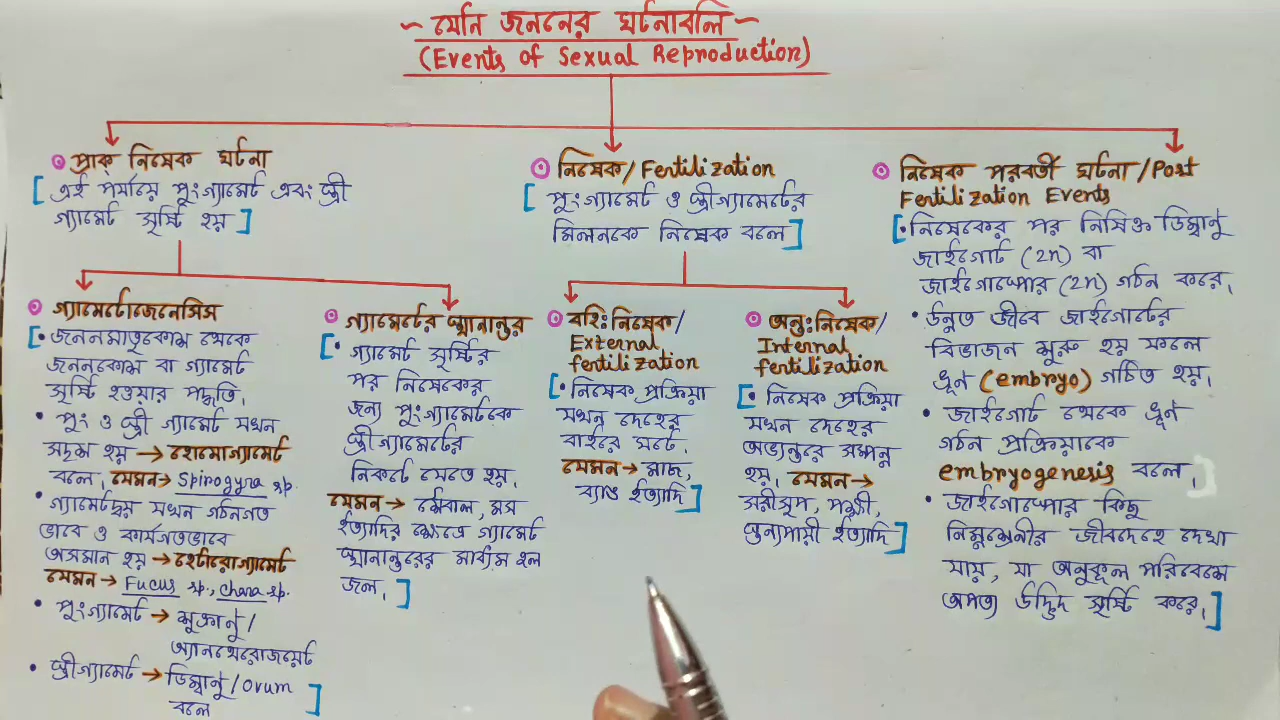 ~ যৌন জননের ঘটনাবলি ~
(Events of Sexual Reproduction)
প্রাক্ নিষেক ঘটনা
[এই পর্যায়ে পুংগ্যামেট এবং স্ত্রী
গ্যামেট সৃষ্টি হয়]
গ্যামেটোজেনেসিস
[• জননমাতৃকোষ থেকে
জননকোষ বা গ্যামেট
সৃষ্টি হওয়ার পদ্ধতি।
• পুং ও স্ত্রী গ্যামেট যখন
সদৃশ হয় → হোমোগ্যামেট
বলে। যেমন → Spirogyra sp.
• গ্যামেটদ্বয় যখন গঠনগত
ভাবে ও কার্যগতভাবে
অসমান হয় → হেটারোগ্যামেট
যেমন → Fucus sp., chara sp.
• পুংগ্যামেট → শুক্রানু/
অ্যানথেরোজয়েট
• স্ত্রীগ্যামেট → ডিম্বানু/ovum
বলে]
গ্যামেটের স্থানান্তর
[• গ্যামেট সৃষ্টির
পর নিষেকের
জন্য পুংগ্যামেটকে
স্ত্রীগ্যামেটের
নিকটে যেতে হয়।
যেমন → শৈবাল, মস
ইত্যাদির ক্ষেত্রে গ্যামেট
স্থানান্তরের মাধ্যম হল
জল।]
নিষেক/Fertilization
[পুংগ্যামেট ও স্ত্রীগ্যামেটের
মিলনকে নিষেক বলে]
বহিঃনিষেক/
External
fertilization
[• নিষেক প্রক্রিয়া
যখন দেহের
বাইরে ঘটে।
যেমন → মাছ,
ব্যাঙ ইত্যাদি]
অন্তঃনিষেক/
Internal
fertilization
[• নিষেক প্রক্রিয়া
যখন দেহের
অভ্যন্তরে সম্পন্ন
হয়। যেমন →
সরীসৃপ, পক্ষী,
স্তন্যপায়ী ইত্যাদি]
নিষেক পরবর্তী ঘটনা/Post
Fertilization Events
[• নিষেকের পর নিষিক্ত ডিম্বানু
জাইগোট (2n) বা
জাইগোস্পোর (2n) গঠন করে।
• উন্নত জীবে জাইগোটের
বিভাজন শুরু হয় ফলে
ভ্রূণ (embryo) গঠিত হয়।
• জাইগোট থেকে ভ্রূণ
গঠন প্রক্রিয়াকে
embryogenesis বলে।
• জাইগোস্পোর কিছু
নিম্নশ্রেনীর জীবদেহে দেখা
যায়, যা অনুকূল পরিবেশে
অপত্য উদ্ভিদ সৃষ্টি করে।]